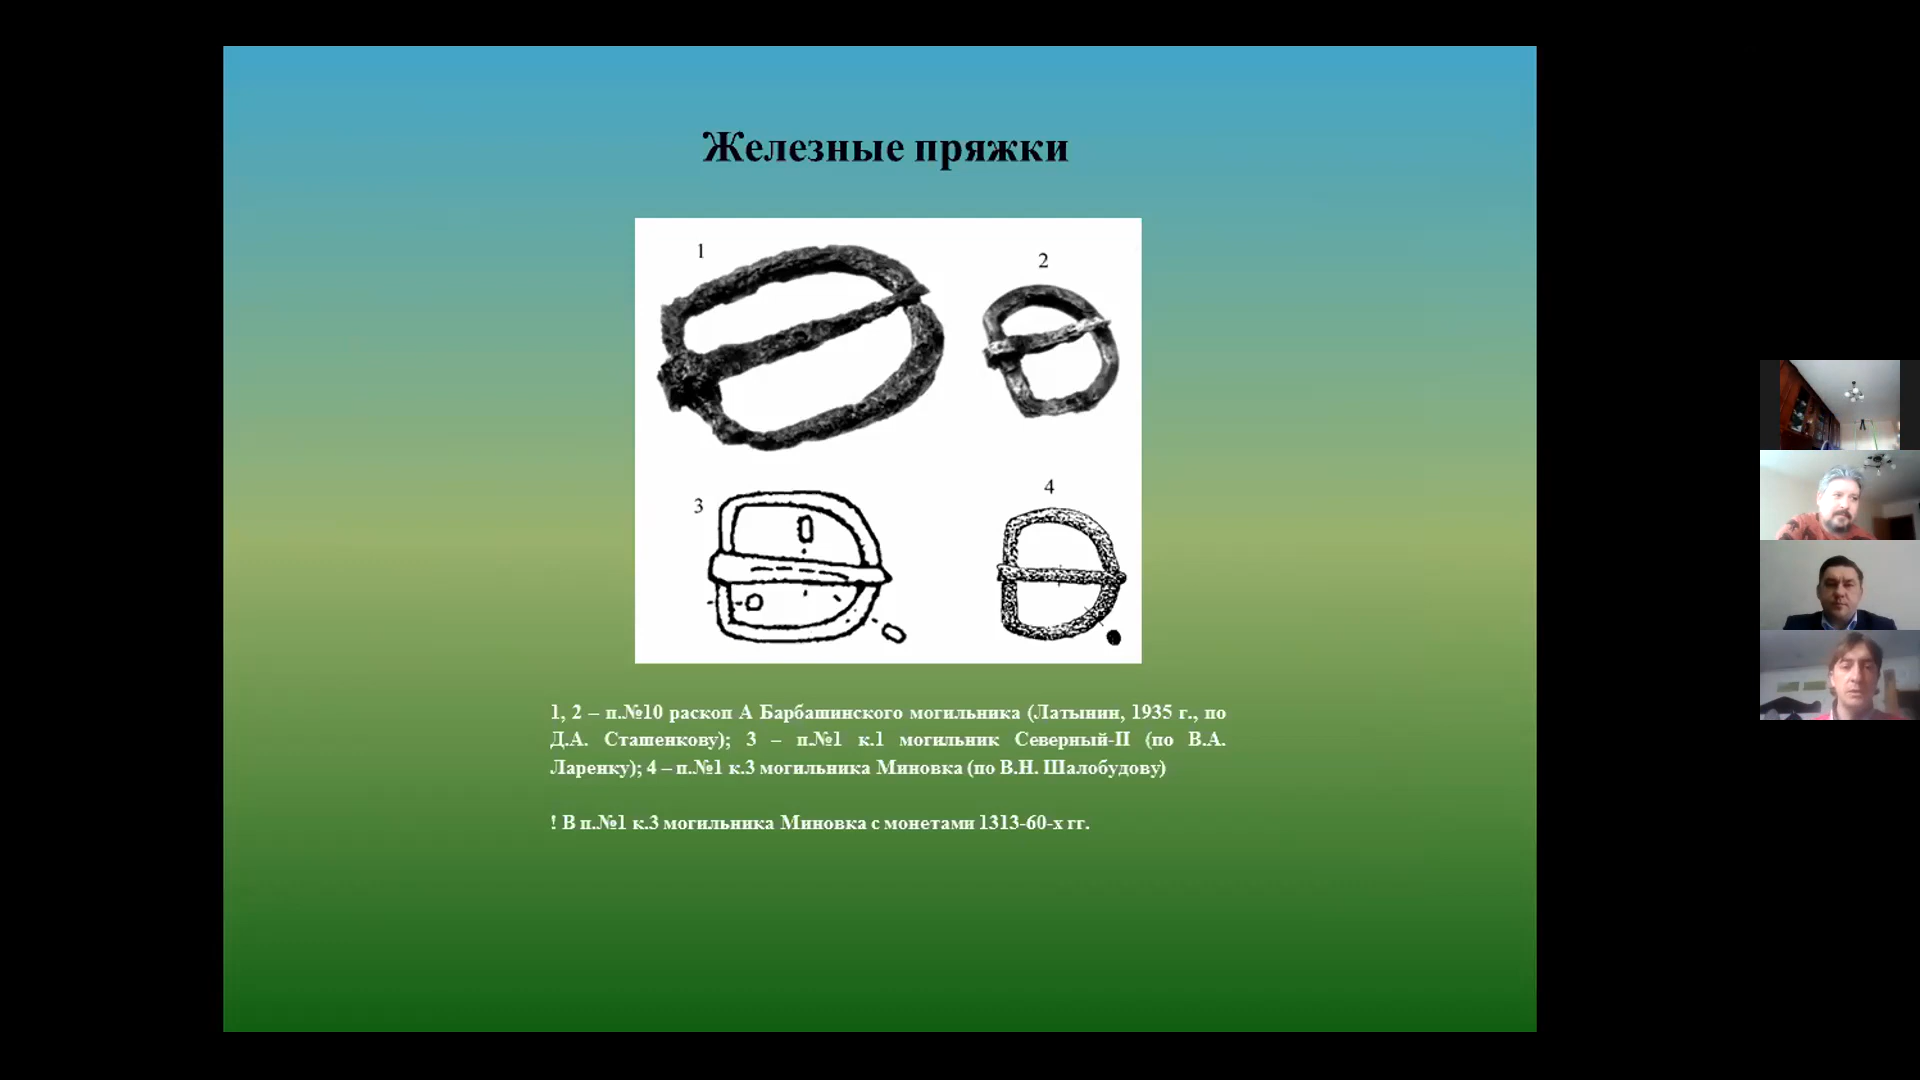 Железные пряжки
1
2
3
4
1, 2 – п.№10 раскоп А Барбашинского могильника (Латынин, 1935 г., по
Д.А. Сташенкову); 3 – п.№1 к.1 могильник Северный-II (по В.А.
Ларенку); 4 – п.№1 к.3 могильника Миновка (по В.Н. Шалобудову)
! В п.№1 к.3 могильника Миновка с монетами 1313-60-х гг.